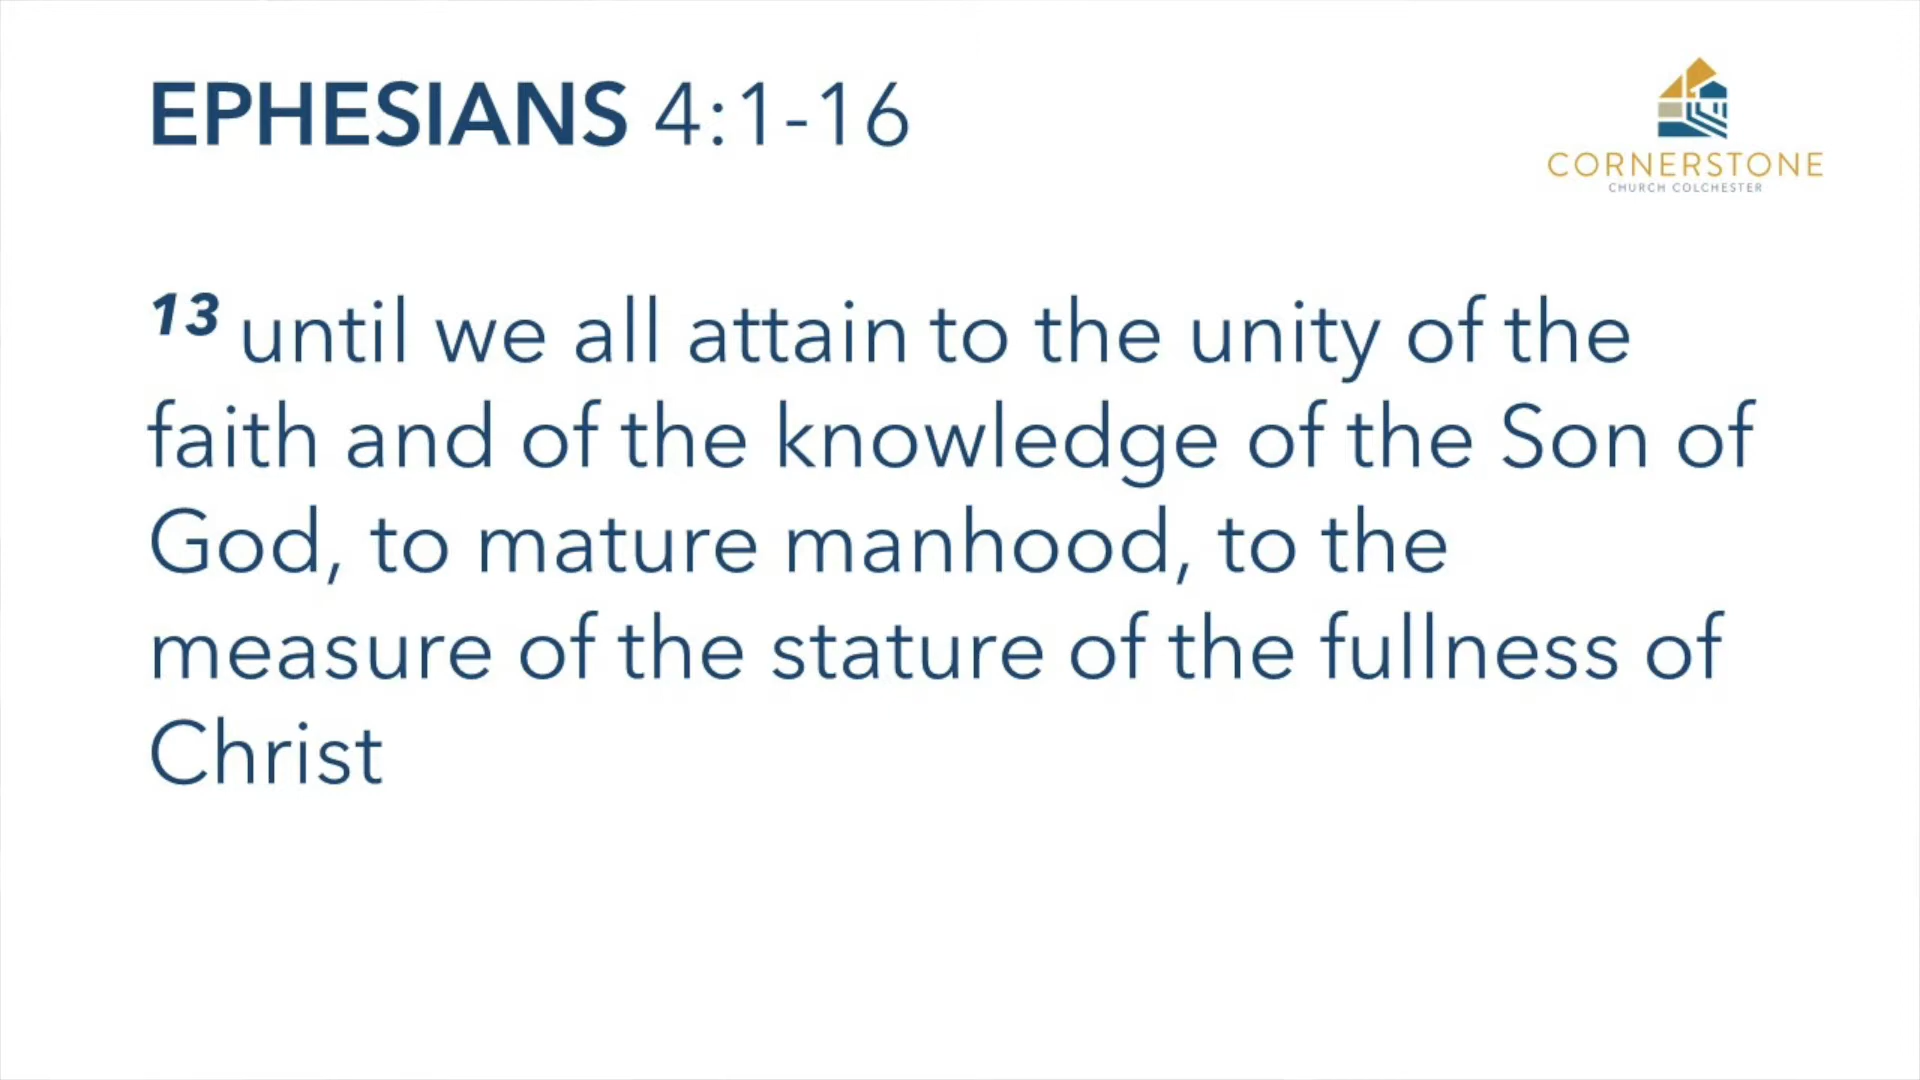 EPHESIANS 4:1-16
CORNERSTONE
CHURCH COLCHESTER
13 until we all attain to the unity of the
faith and of the knowledge of the Son of
God, to mature manhood, to the
measure of the stature of the fullness of
Christ